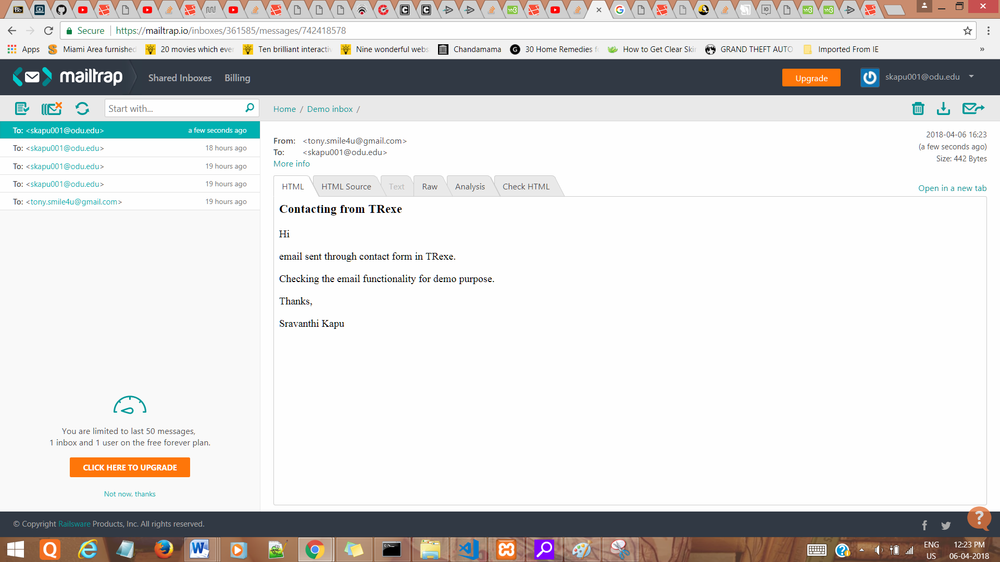 Secure
https://mailtrap.io/inboxes/361585/messages/742418578
Apps
Miami Area furnished
20 movies which ever
Ten brilliant interactiv
Nine wonderful webs
Chandamama
30 Home Remedies fo
How to Get Clear Skin
GRAND THEFT AUTO
Imported From IE
»
mailtrap
Shared Inboxes
Billing
Upgrade
skapu001@odu.edu
Start with...
Home / Demo inbox /
To: <skapu001@odu.edu> a few seconds ago
To: <skapu001@odu.edu> 18 hours ago
To: <skapu001@odu.edu> 19 hours ago
To: <skapu001@odu.edu> 19 hours ago
To: <tony.smile4u@gmail.com> 19 hours ago
You are limited to last 50 messages,
1 inbox and 1 user on the free forever plan.
CLICK HERE TO UPGRADE
Not now, thanks
From: <tony.smile4u@gmail.com>
To: <skapu001@odu.edu>
More info
2018-04-06 16:23
(a few seconds ago)
Size: 442 Bytes
HTML
HTML Source
Text
Raw
Analysis
Check HTML
Open in a new tab
Contacting from TRexe
Hi
email sent through contact form in TRexe.
Checking the email functionality for demo purpose.
Thanks,
Sravanthi Kapu
© Copyright Railsware Products, Inc. All rights reserved.
?
ENG
US
12:23 PM
06-04-2018